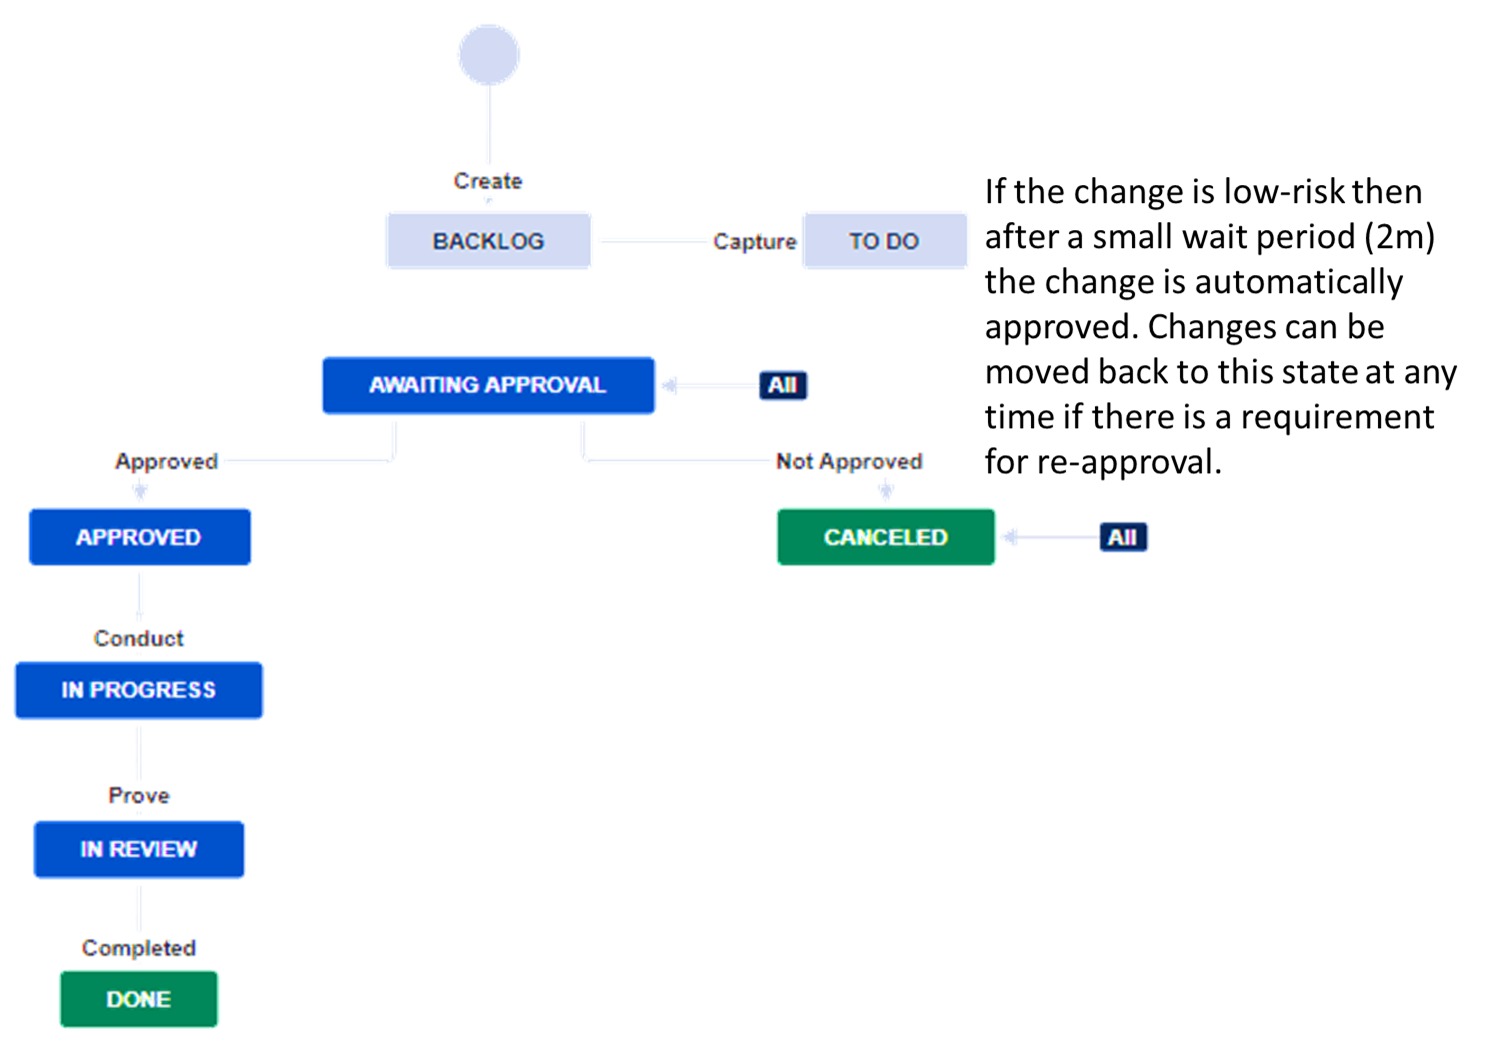 Create
BACKLOG
Capture
TO DO
If the change is low-risk then
after a small wait period (2m)
the change is automatically
approved. Changes can be
moved back to this state at any
time if there is a requirement
for re-approval.
AWAITING APPROVAL
All
Approved
Not Approved
APPROVED
CANCELED
All
Conduct
IN PROGRESS
Prove
IN REVIEW
Completed
DONE